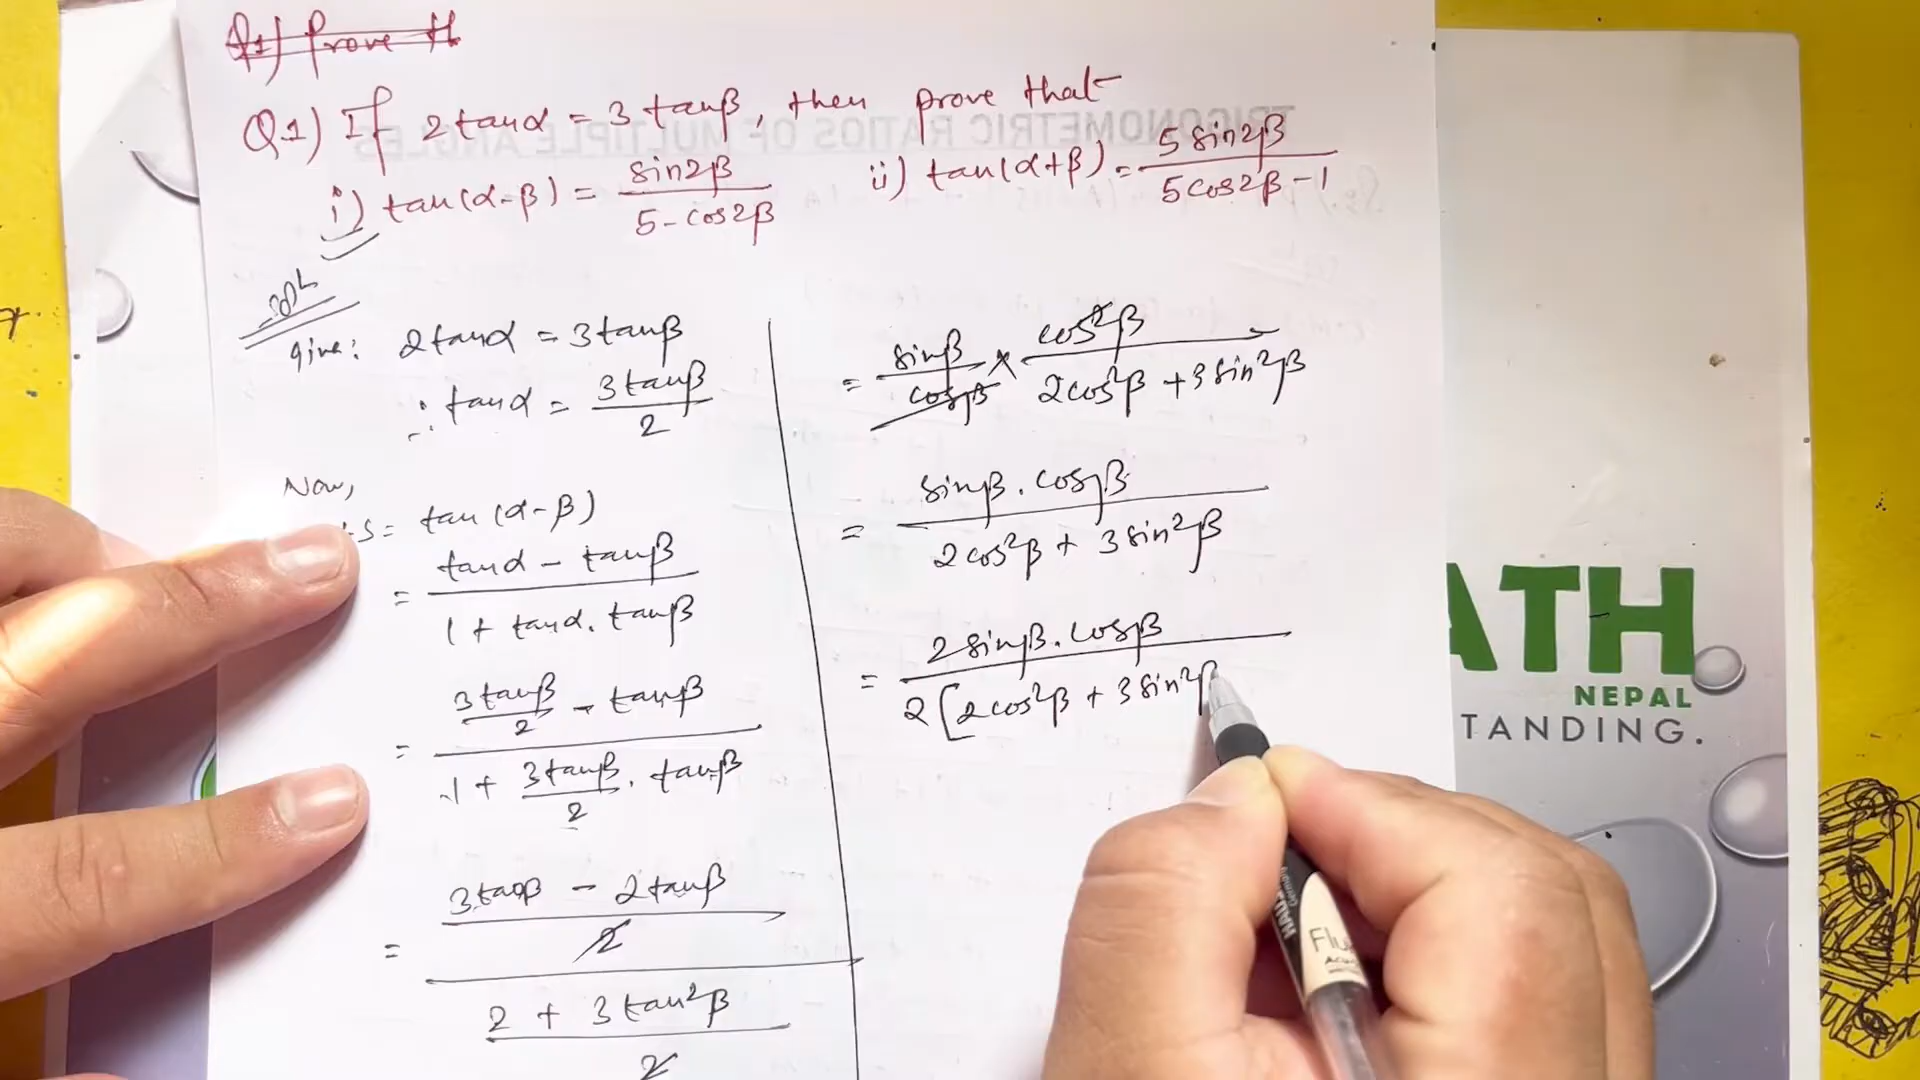 Q1) Prove th
Q1) If 2tanα = 3tanβ, then prove that
i) tan(α-β) = sin2β / 5-cos2β
ii) tan(α+β) = 5sin2β / 5cos2β-1
TRIGONOMETRIC RATIOS OF MULTIPLE ANGLES
Solⁿ
give: 2tanα = 3tanβ
∴ tanα = 3tanβ / 2
Now,
= tan(α-β)
= tanα - tanβ / 1 + tanα. tanβ
= 3tanβ/2 - tanβ / 1 + 3tanβ/2 . tanβ
= 3tanβ - 2tanβ / 2
2 + 3tan²β / 2
= sinβ / cosβ × cos²β / 2cos²β + 3sin²β
= sinβ. cosβ / 2cos²β + 3sin²β
= 2sinβ. cosβ / 2[2cos²β + 3sin²β
ATH
NEPAL
TANDING.
HAUSER
Germany